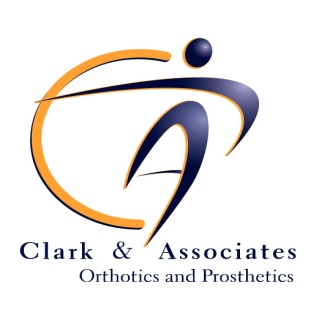 Clark & Associates
Orthotics and Prosthetics